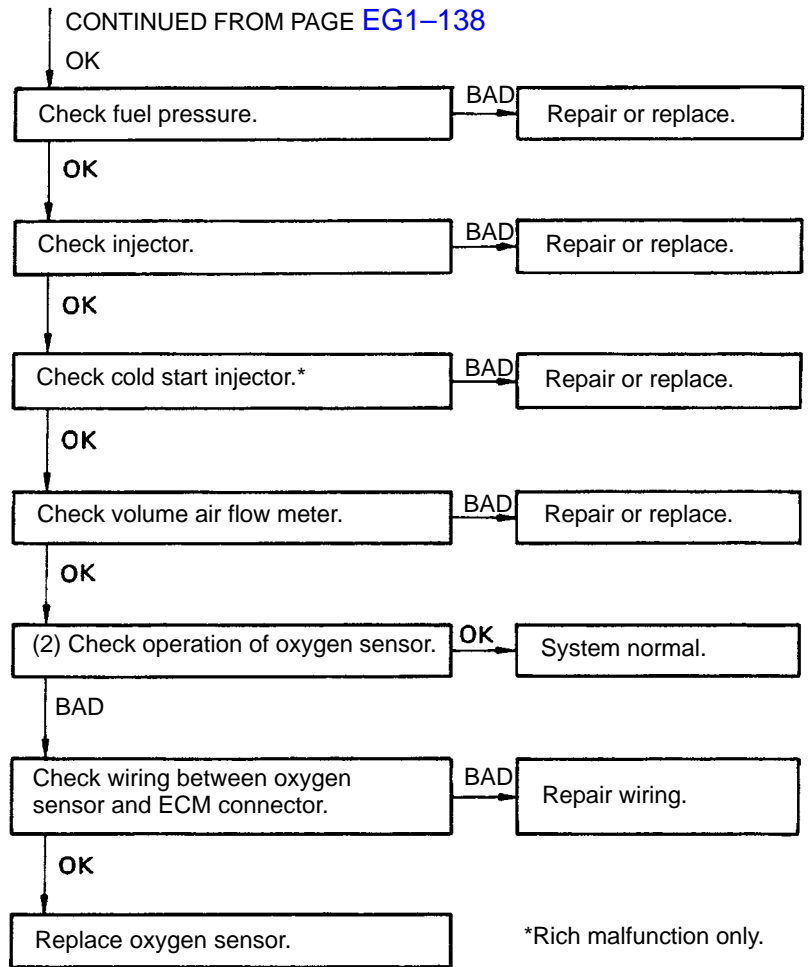 CONTINUED FROM PAGE EG1–138
OK
Check fuel pressure.
BAD
Repair or replace.
OK
Check injector.
BAD
Repair or replace.
OK
Check cold start injector.*
BAD
Repair or replace.
OK
Check volume air flow meter.
BAD
Repair or replace.
OK
(2) Check operation of oxygen sensor.
OK
System normal.
BAD
Check wiring between oxygen
sensor and ECM connector.
BAD
Repair wiring.
OK
Replace oxygen sensor.
*Rich malfunction only.